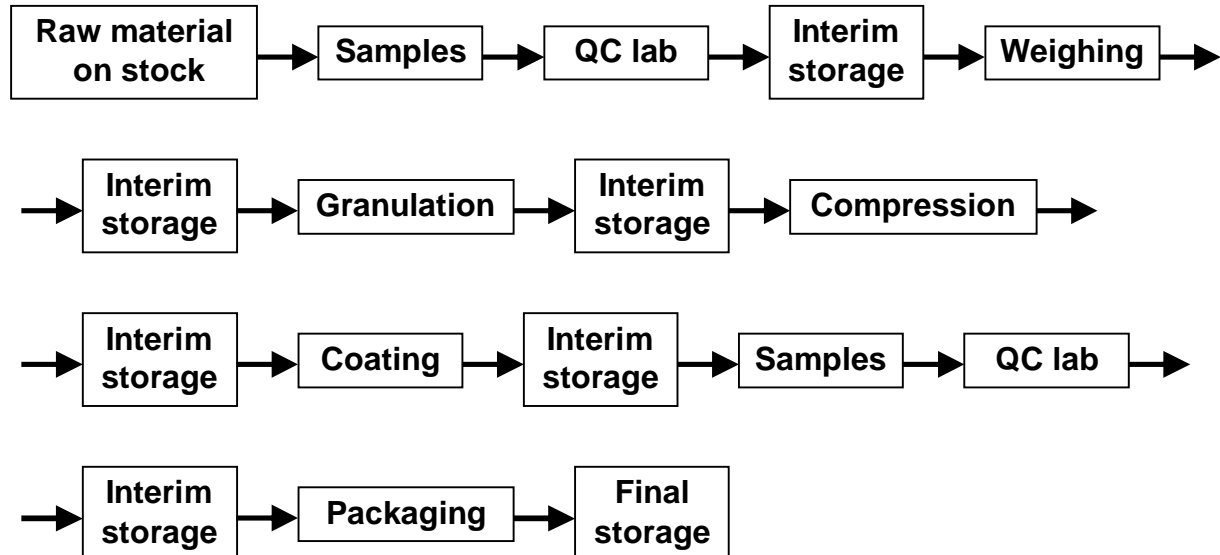 Raw material
on stock
Samples
QC lab
Interim
storage
Weighing
Interim
storage
Granulation
Interim
storage
Compression
Interim
storage
Coating
Interim
storage
Samples
QC lab
Interim
storage
Packaging
Final
storage